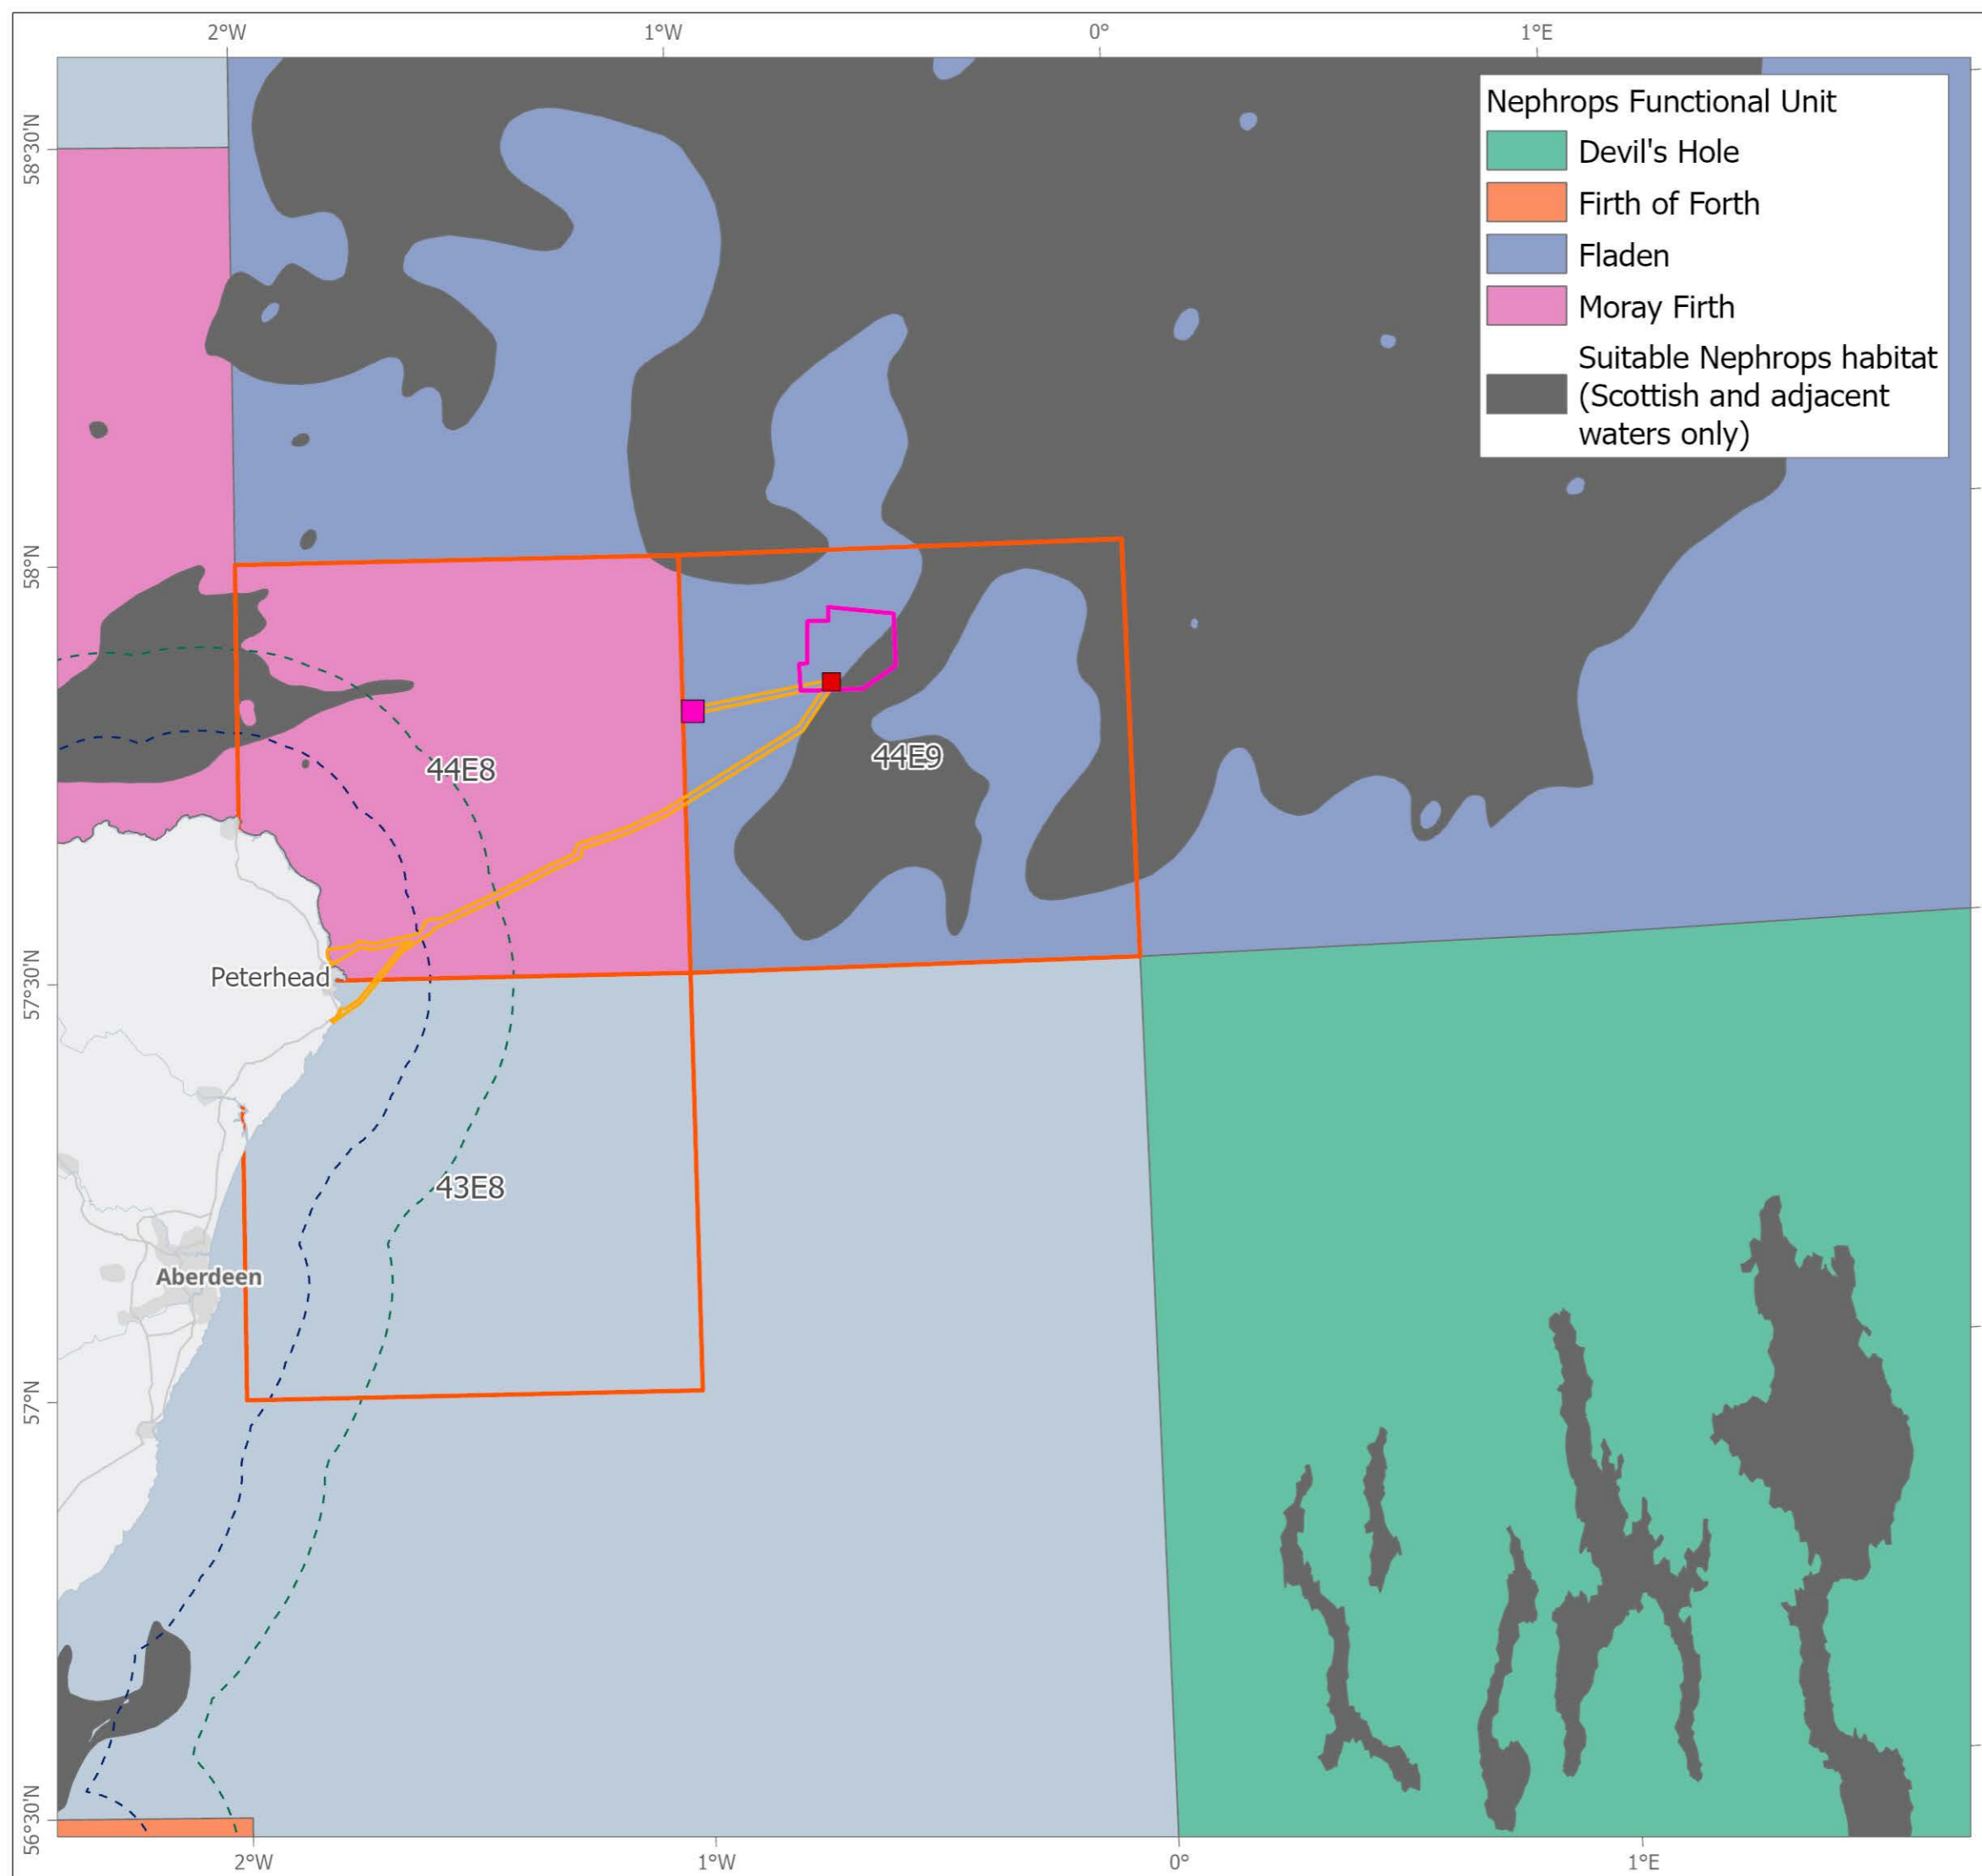 2°W
1°W
0°
1°E
Nephrops Functional Unit
Devil's Hole
Firth of Forth
Fladen
Moray Firth
Suitable Nephrops habitat
(Scottish and adjacent
waters only)
58°30'N
58°N
57°30'N
57°N
56°30'N
44E8
44E9
Peterhead
43E8
Aberdeen
2°W
1°W
0°
1°E